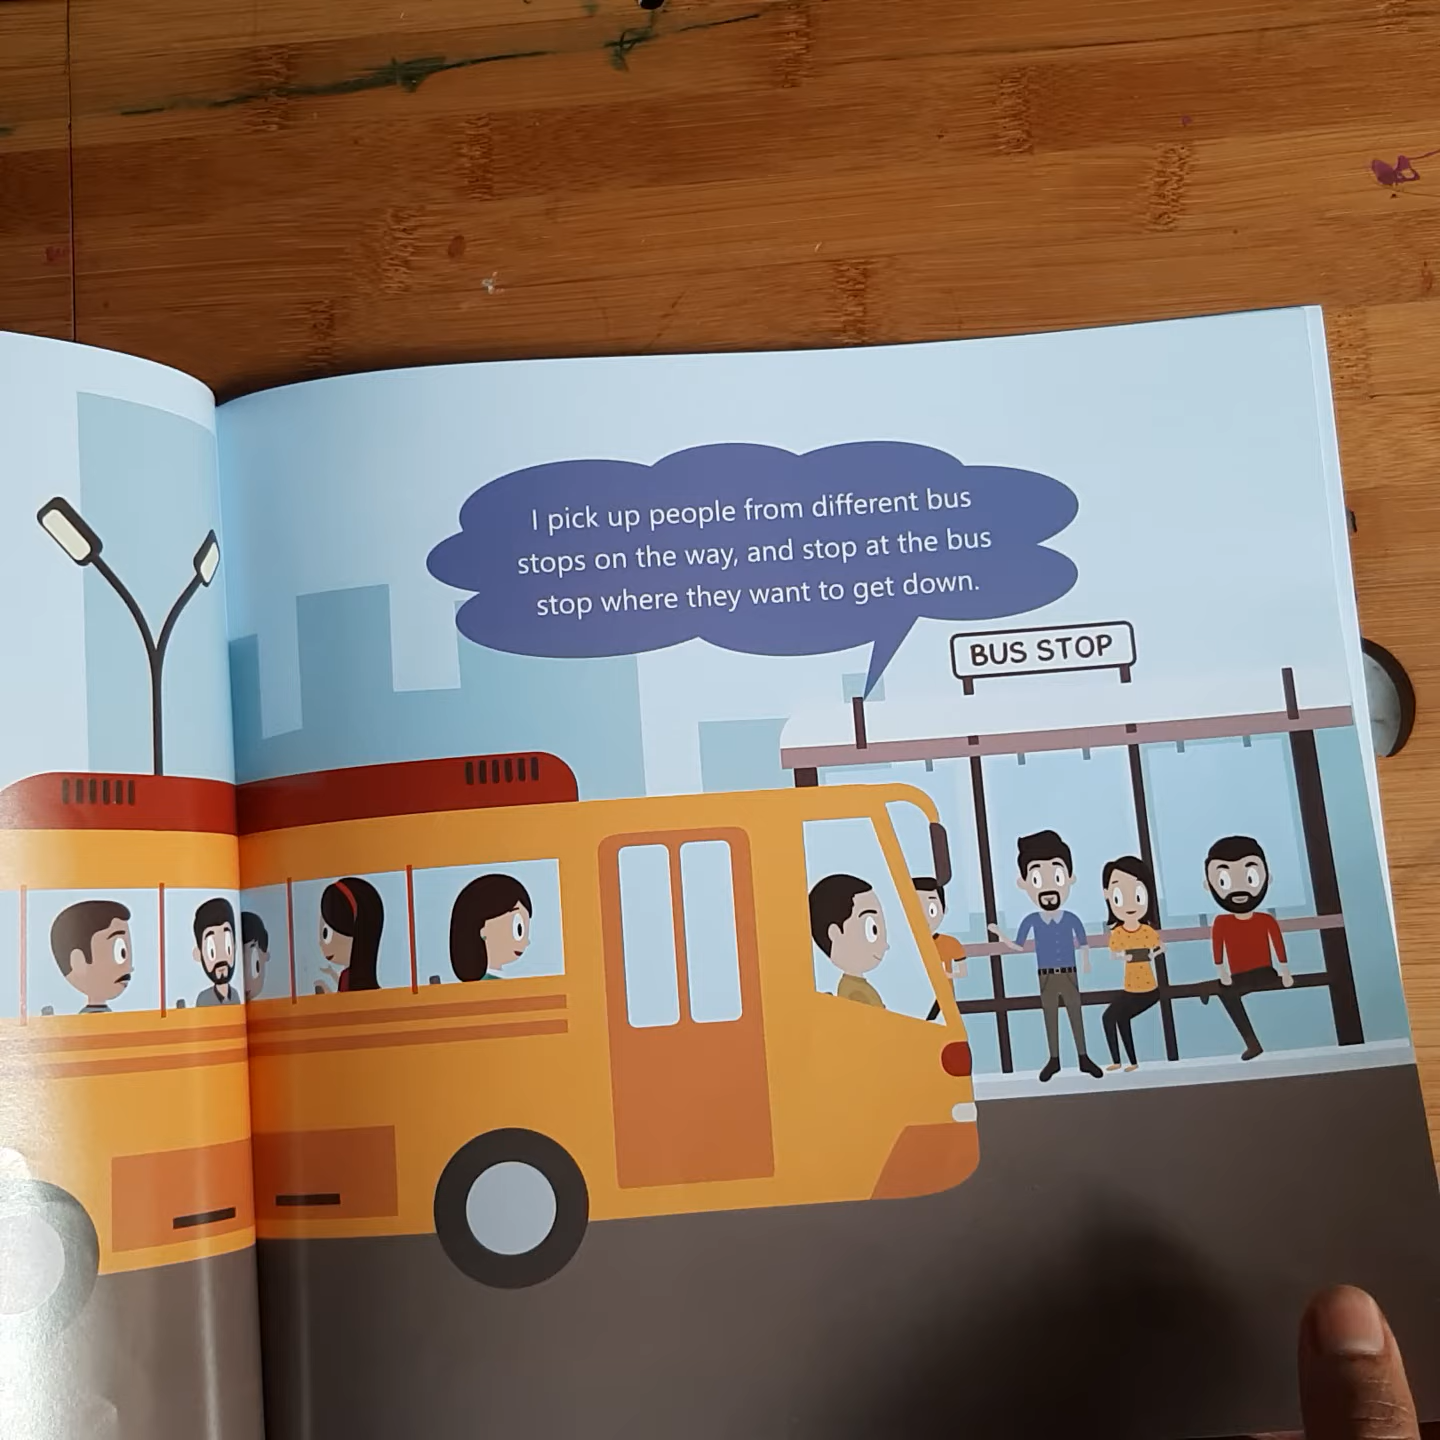 I pick up people from different bus
stops on the way, and stop at the bus
stop where they want to get down.
BUS STOP